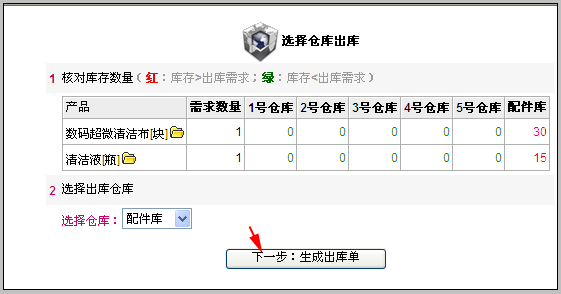 选择仓库出库
1 核对库存数量（红：库存>出库需求；绿：库存<出库需求）
产品 需求数量 1号仓库 2号仓库 3号仓库 4号仓库 5号仓库 配件库
数码超微清洁布[块] 1 0 0 0 0 0 30
清洁液[瓶] 1 0 0 0 0 0 15
2 选择出库仓库
选择仓库：配件库
下一步：生成出库单